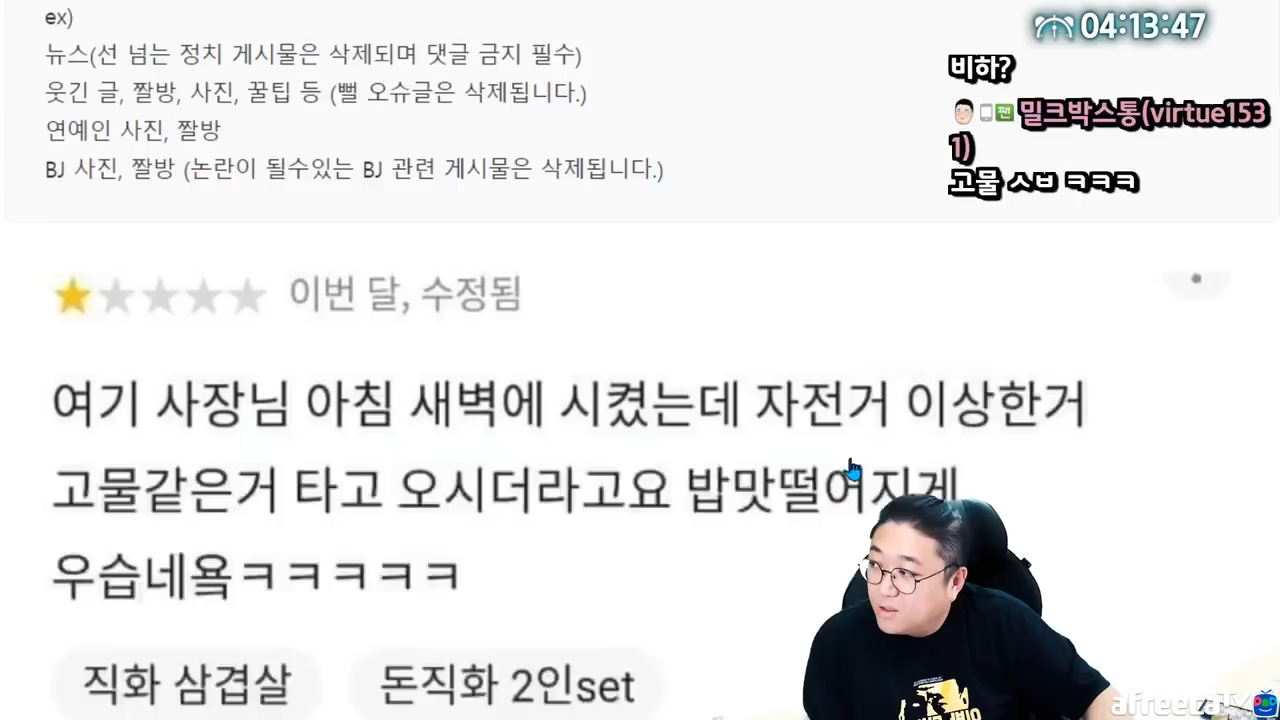 ex)
뉴스(선 넘는 정치 게시물은 삭제되며 댓글 금지 필수)
웃긴 글, 짤방, 사진, 꿀팁 등 (뻘 오슈글은 삭제됩니다.)
연예인 사진, 짤방
BJ 사진, 짤방 (논란이 될수있는 BJ 관련 게시물은 삭제됩니다.)
04:13:47
비하?
팬 밀크박스통(virtue153
1)
고물 ㅅㅂ ㅋㅋㅋ
이번 달, 수정됨
여기 사장님 아침 새벽에 시켰는데 자전거 이상한거
고물같은거 타고 오시더라고요 밥맛떨어지게
우습네욬ㅋㅋㅋㅋㅋ
직화 삼겹살
돈직화 2인set
afreecaTV